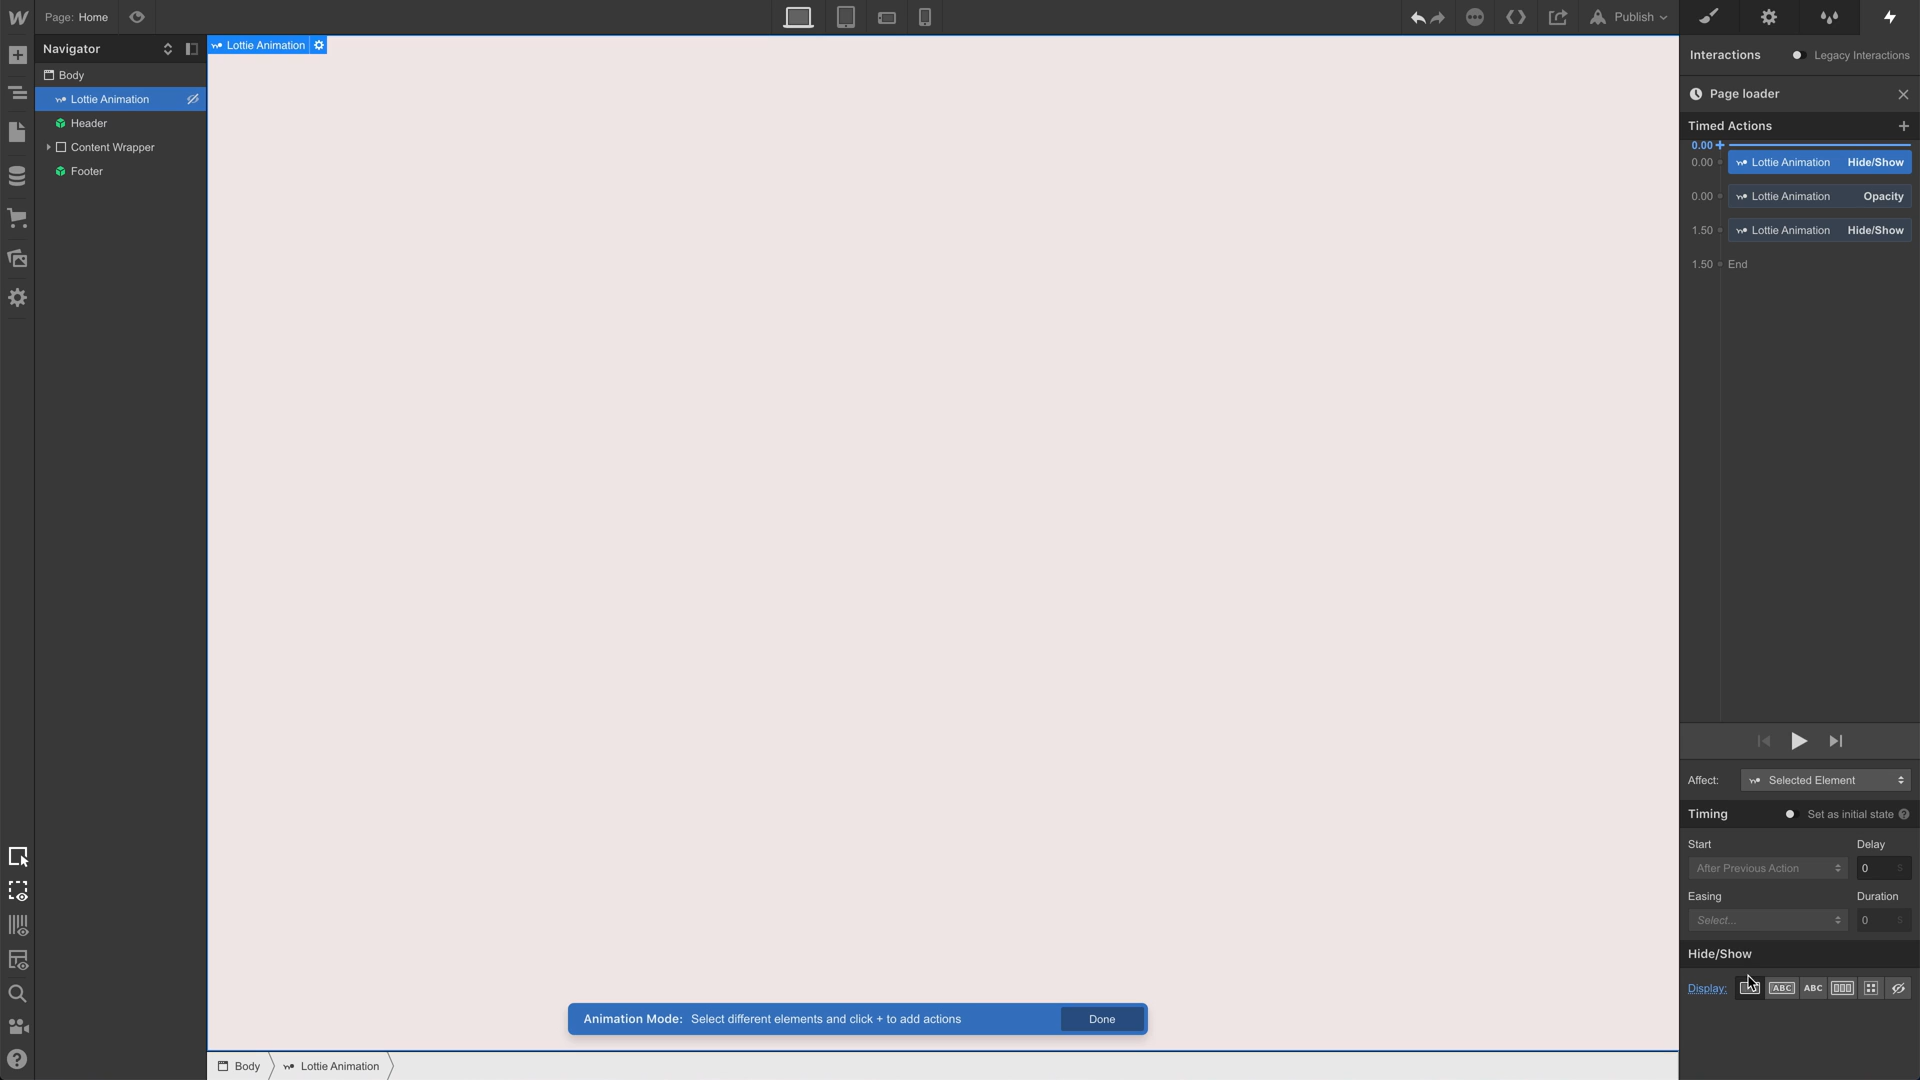 Page: Home
Publish
Navigator
Body
Lottie Animation
Header
Content Wrapper
Footer
Lottie Animation
Interactions
Legacy Interactions
Page loader
Timed Actions
0.00
0.00 Lottie Animation Hide/Show
0.00 Lottie Animation Opacity
1.50 Lottie Animation Hide/Show
1.50 End
Affect: Selected Element
Timing Set as initial state
Start Delay
After Previous Action 0 S
Easing Duration
Select... 0 S
Hide/Show
Display: ABC ABC
Animation Mode: Select different elements and click + to add actions Done
Body Lottie Animation